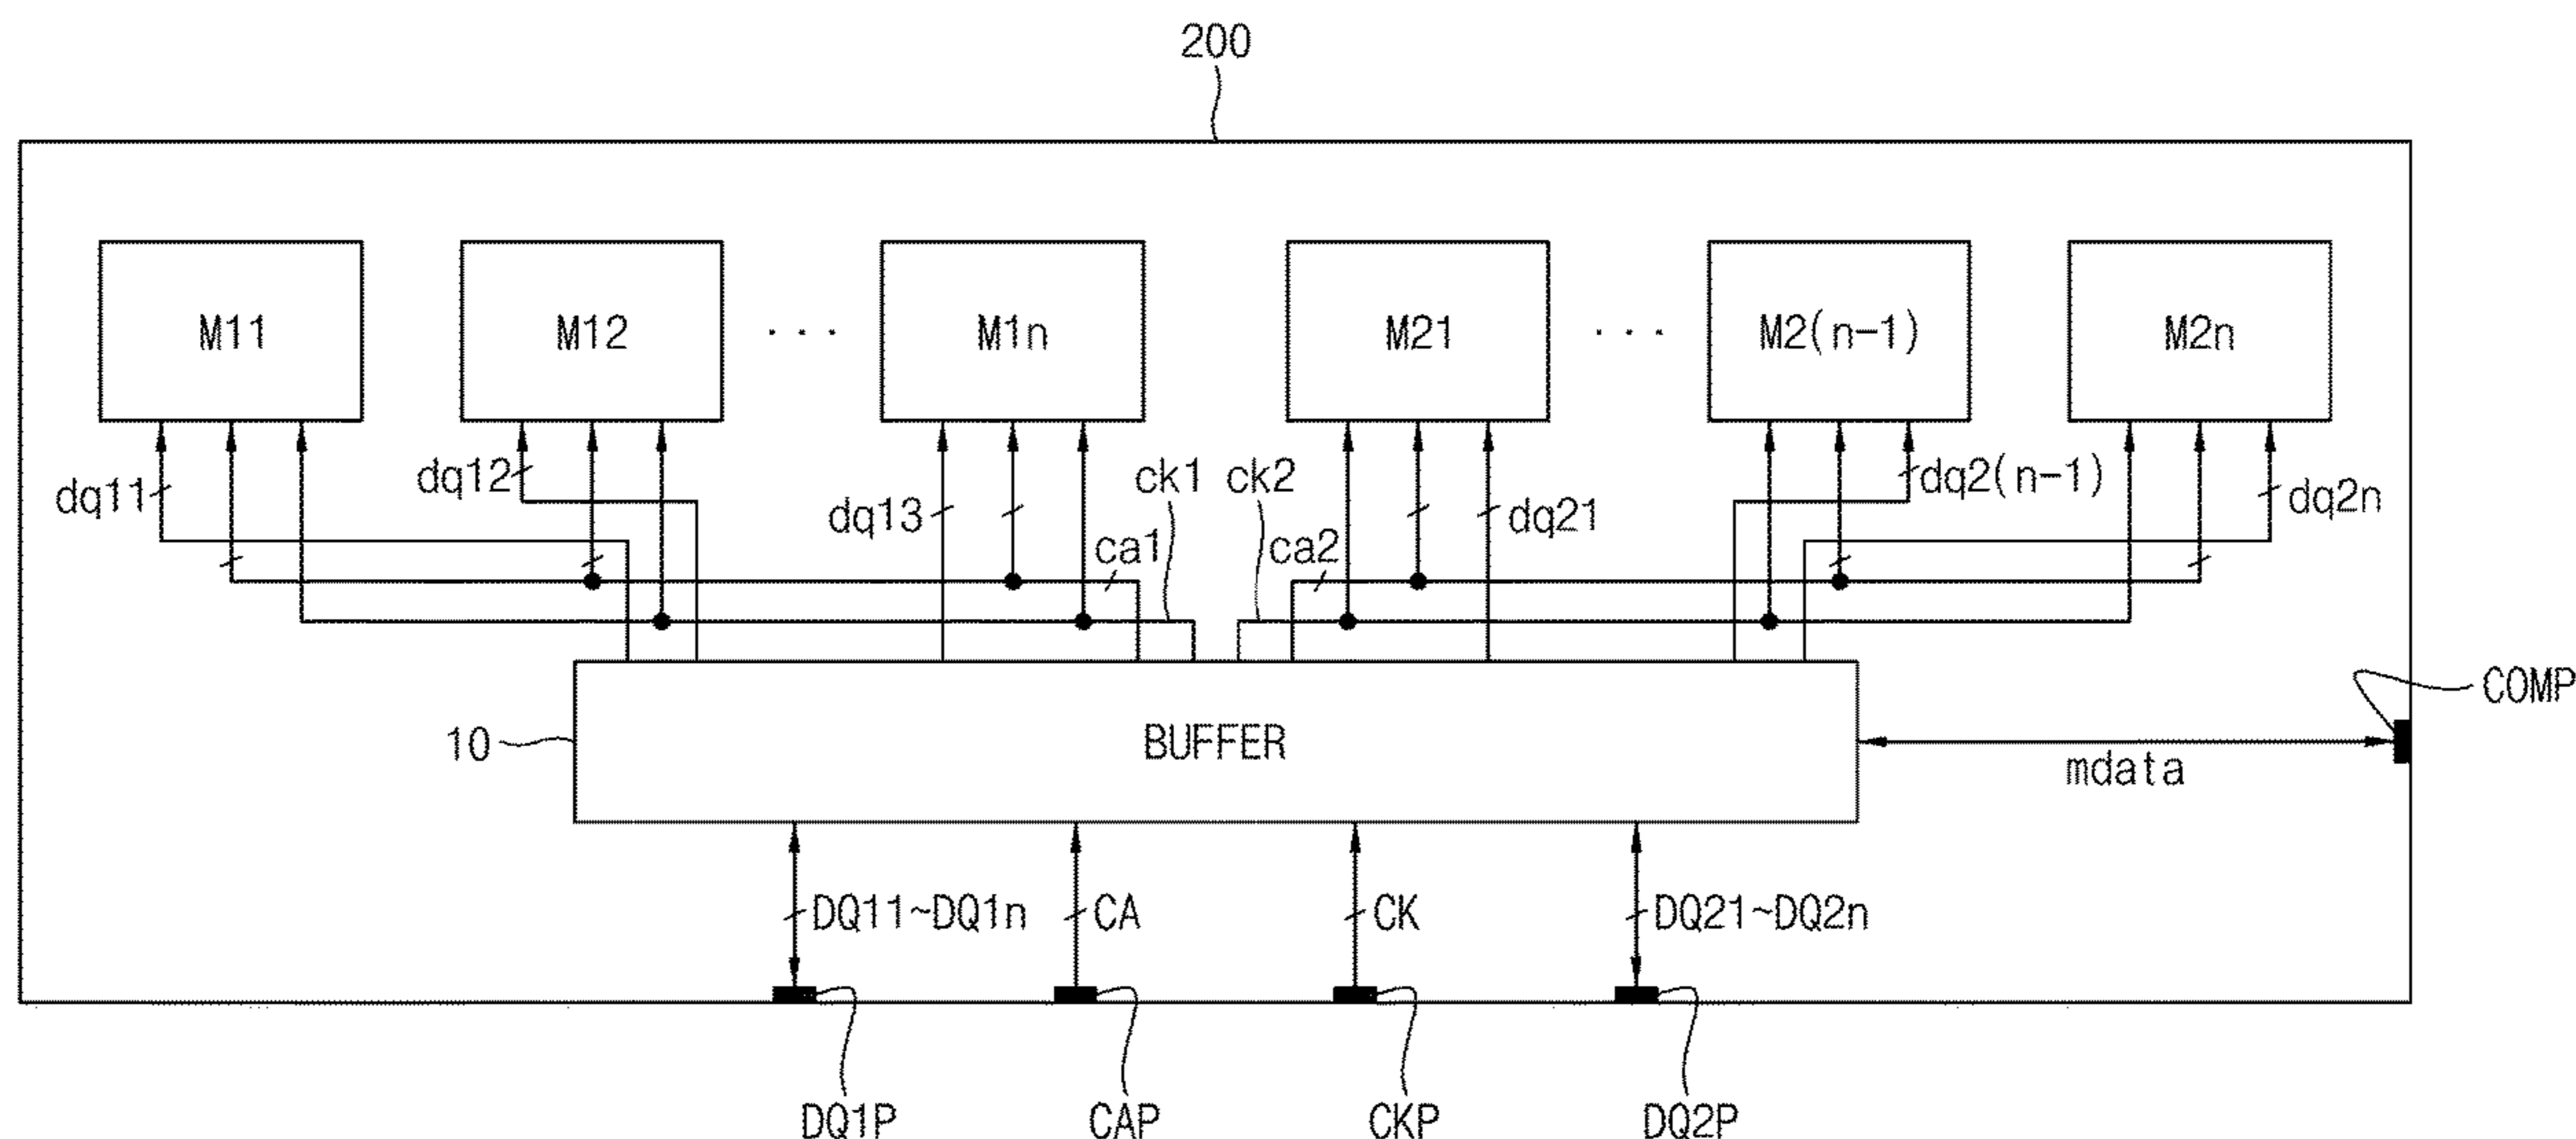 200
M11 M12 · · · M1n M21 · · · M2(n-1) M2n
dq11 dq12 dq13 ca1 ck1 ck2 ca2 dq21 dq2(n-1) dq2n
10 BUFFER mdata COMP
DQ11~DQ1n CA CK DQ21~DQ2n
DQ1P CAP CKP DQ2P